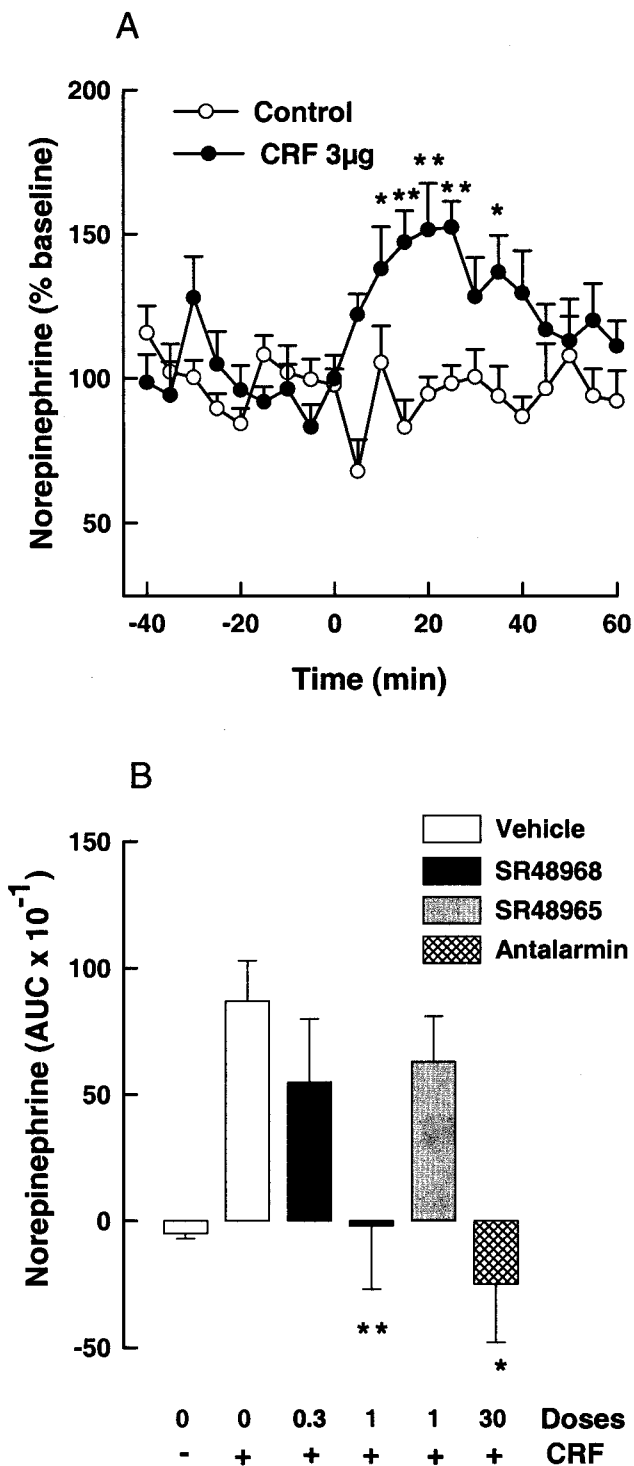 A
200
150
100
50
Norepinephrine (% baseline)
Control
CRF 3µg
* ** ** ** *
-40 -20 0 20 40 60
Time (min)
B
150
100
50
0
-50
Norepinephrine (AUC x 10-1)
Vehicle
SR48968
SR48965
Antalarmin
**
*
0 0 0.3 1 1 30 Doses
- + + + + + CRF